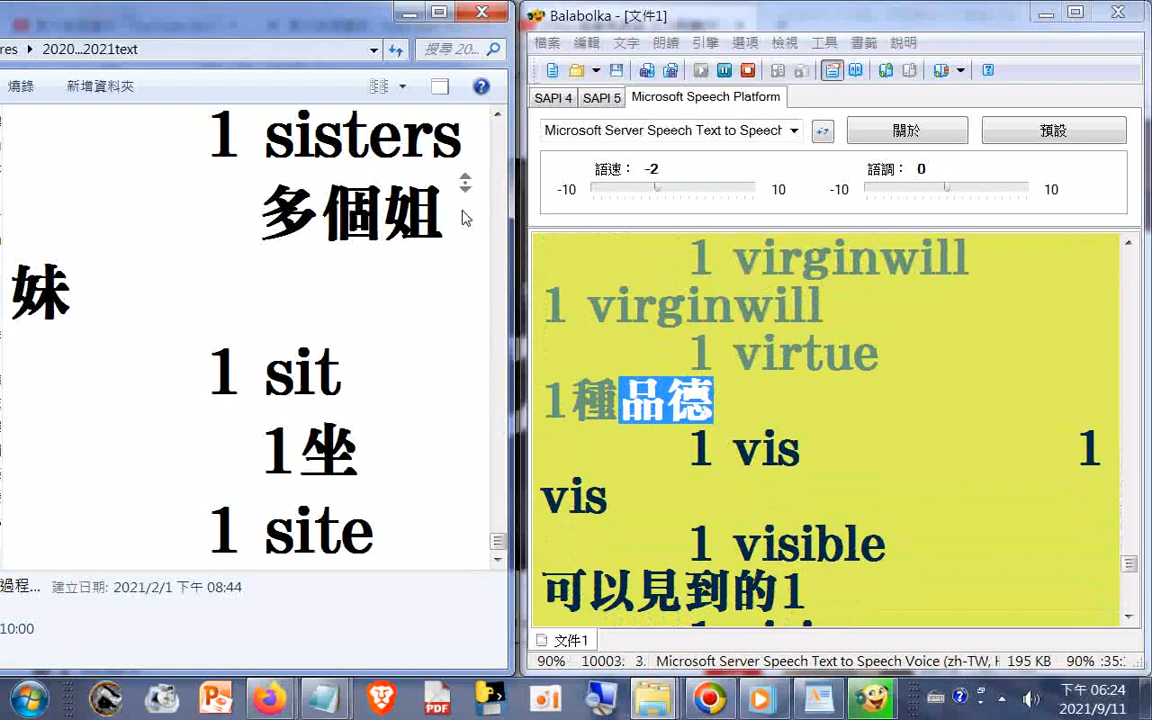 res ▸ 2020...2021text
搜尋 20...
燒錄 新增資料夾
1 sisters
多個姐
妹
1 sit
1坐
1 site
過程... 建立日期: 2021/2/1 下午 08:44
10:00
Balabolka - [文件1]
檔案 編輯 文字 朗讀 引擎 選項 檢視 工具 書籤 說明
SAPI 4 SAPI 5 Microsoft Speech Platform
Microsoft Server Speech Text to Speech
關於 預設
語速： -2 語調： 0
-10 10 -10 10
1 virginwill
1 virginwill
1 virtue
1種品德
1 vis 1
vis
1 visible
可以見到的1
文件1
90% 10003: 3. Microsoft Server Speech Text to Speech Voice (zh-TW, H 195 KB 90% :35:
下午 06:24
2021/9/11